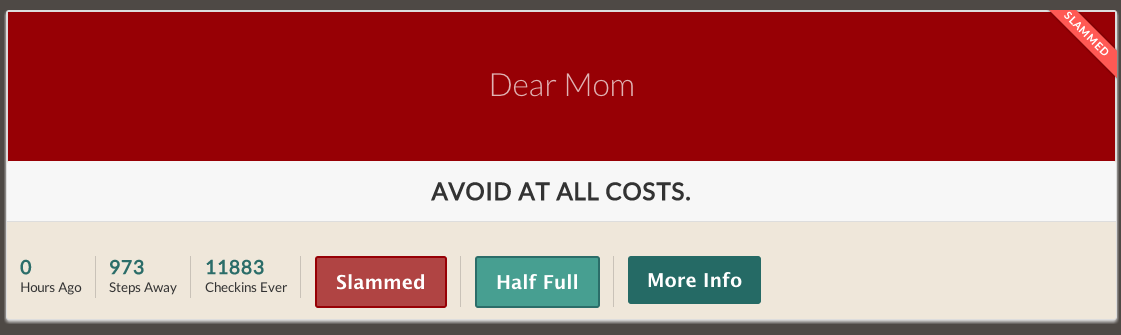 SLAMMED
Dear Mom
AVOID AT ALL COSTS.
0
Hours Ago
973
Steps Away
11883
Checkins Ever
Slammed
Half Full
More Info